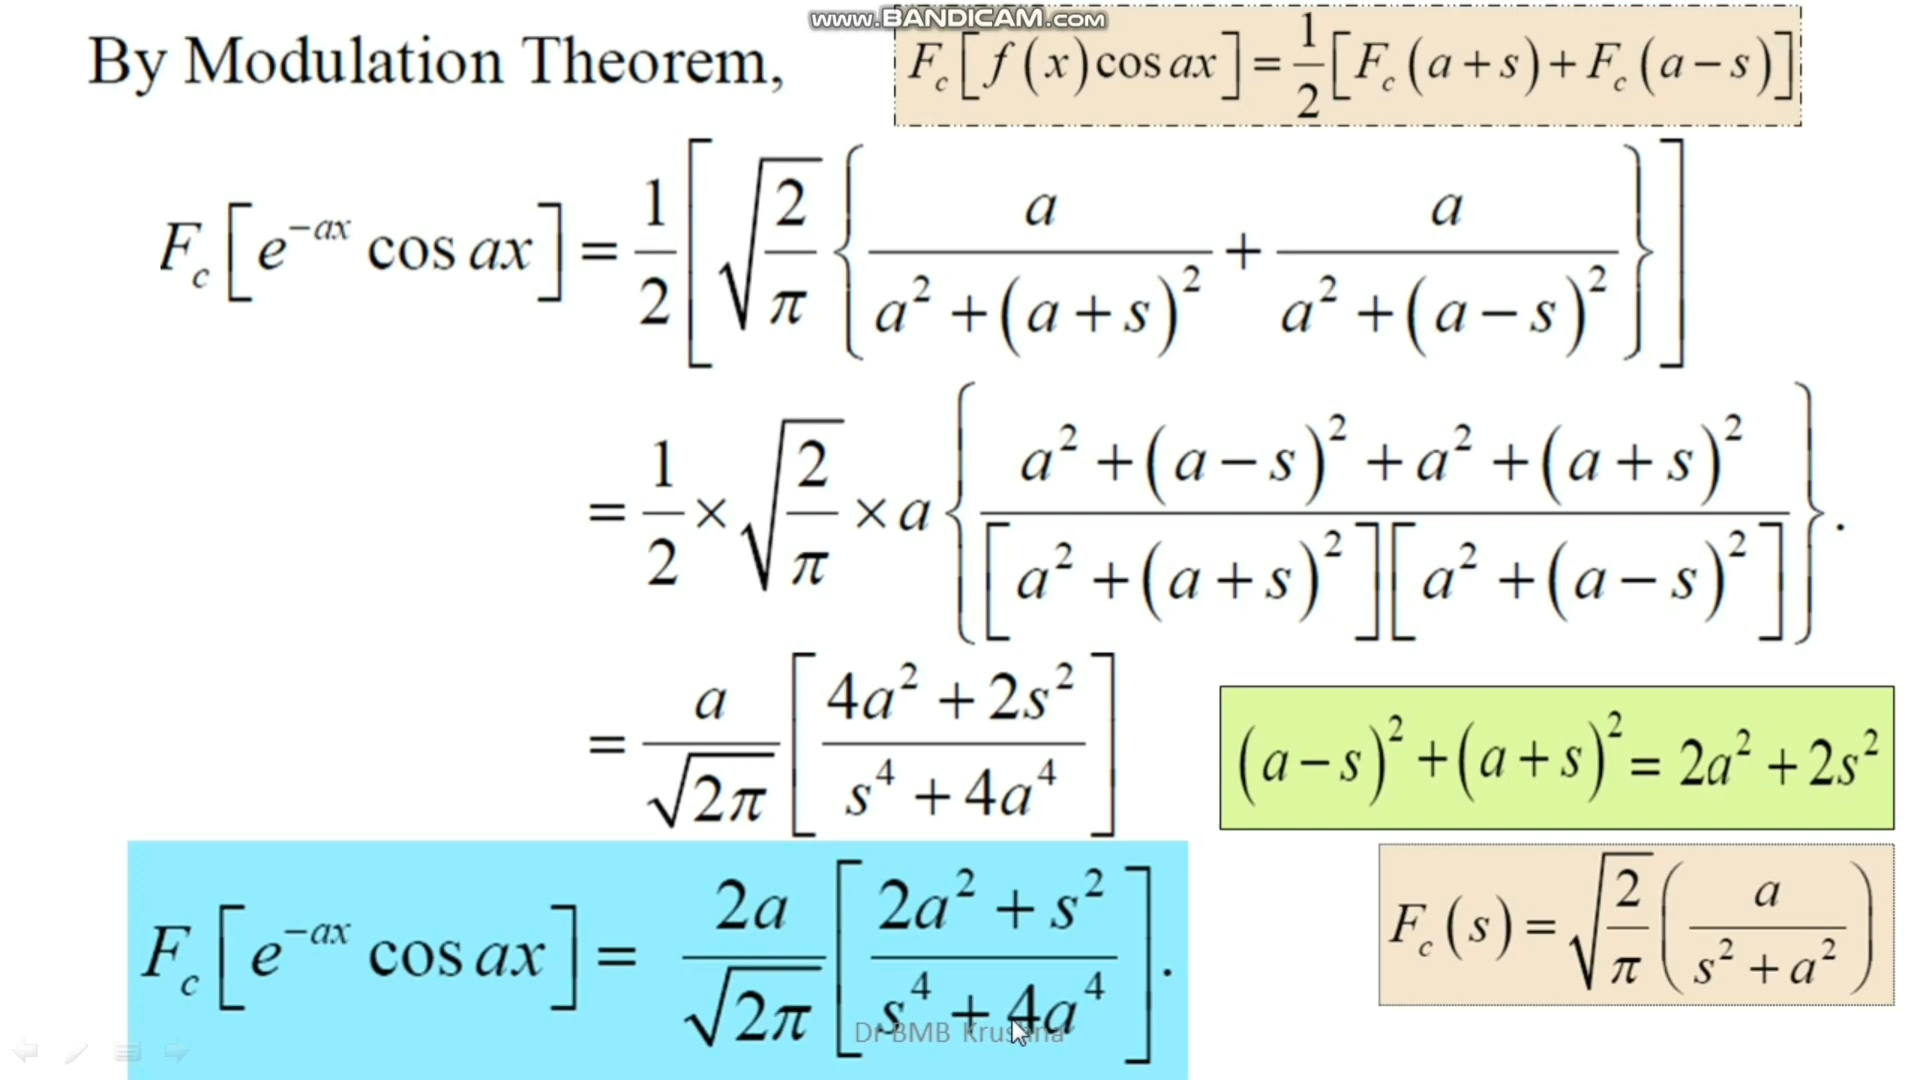 www.BANDICAM.com
By Modulation Theorem, F_c[f(x)cos ax] = 1/2[F_c(a+s)+F_c(a−s)]
F_c[e^{−ax} cos ax] = 1/2[√(2/π){a/(a²+(a+s)²) + a/(a²+(a−s)²)}]
= 1/2 × √(2/π) × a{(a²+(a−s)²+a²+(a+s)²)/([a²+(a+s)²][a²+(a−s)²])}.
= a/√(2π) [(4a²+2s²)/(s⁴+4a⁴)]
(a−s)²+(a+s)² = 2a²+2s²
F_c[e^{−ax} cos ax] = 2a/√(2π) [(2a²+s²)/(s⁴+4a⁴)].
F_c(s) = √(2/π)(a/(s²+a²))
Dr BMB Krushna